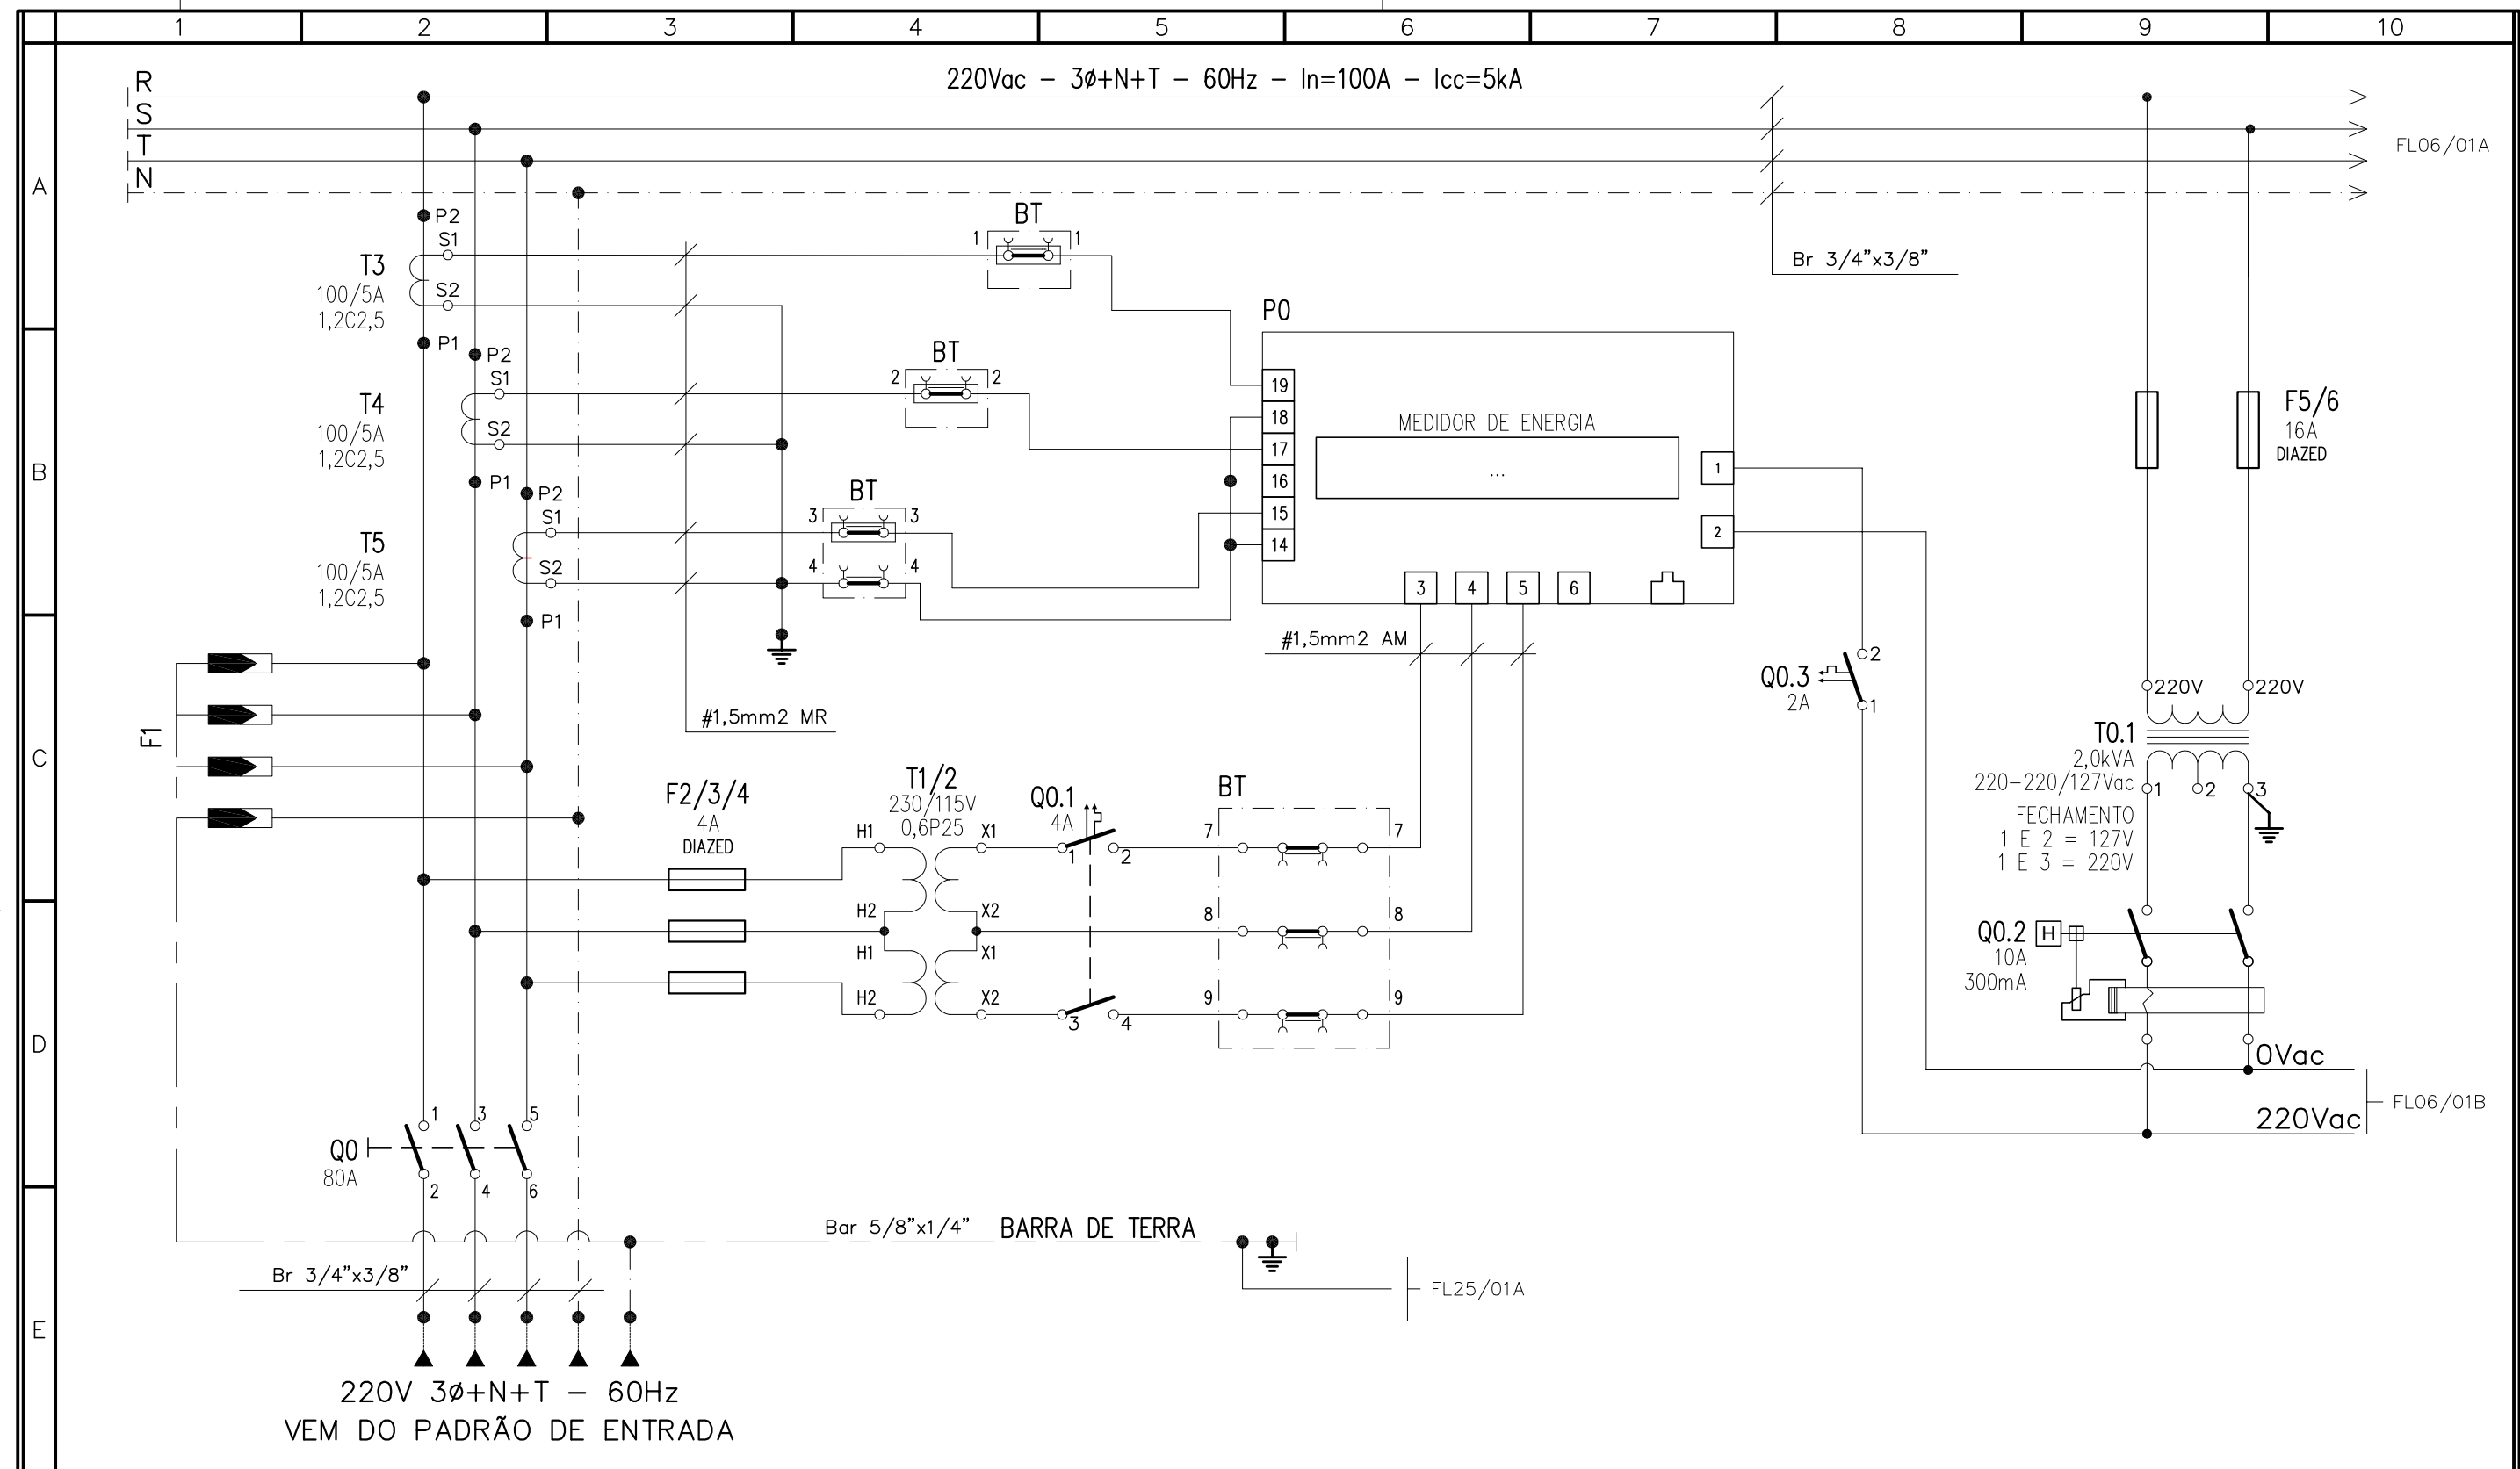 1 2 3 4 5 6 7 8 9 10
A
B
C
D
E
220Vac – 3ø+N+T – 60Hz – In=100A – Icc=5kA
R
S
T
N
FL06/01A
Br 3/4”x3/8”
P2
S1
T3
100/5A
1,2C2,5
S2
P1
P2
S1
T4
100/5A
1,2C2,5
S2
P1
P2
S1
T5
100/5A
1,2C2,5
S2
P1
BT
1 1
BT
2 2
BT
3 3
4 4
#1,5mm2 MR
P0
MEDIDOR DE ENERGIA
...
19
18
17
16
15
14
1
2
3 4 5 6
#1,5mm2 AM
F5/6
16A
DIAZED
Q0.3
2A
2
1
220V 220V
T0.1
2,0kVA
220–220/127Vac
1 2 3
FECHAMENTO
1 E 2 = 127V
1 E 3 = 220V
Q0.2
H
10A
300mA
0Vac
220Vac
FL06/01B
F1
F2/3/4
4A
DIAZED
T1/2
230/115V
0,6P25
H1 X1
H2 X2
H1 X1
H2 X2
Q0.1
4A
1 2
3 4
BT
7 7
8 8
9 9
Q0
80A
1 3 5
2 4 6
Bar 5/8”x1/4” BARRA DE TERRA
Br 3/4”x3/8”
FL25/01A
220V 3ø+N+T – 60Hz
VEM DO PADRÃO DE ENTRADA